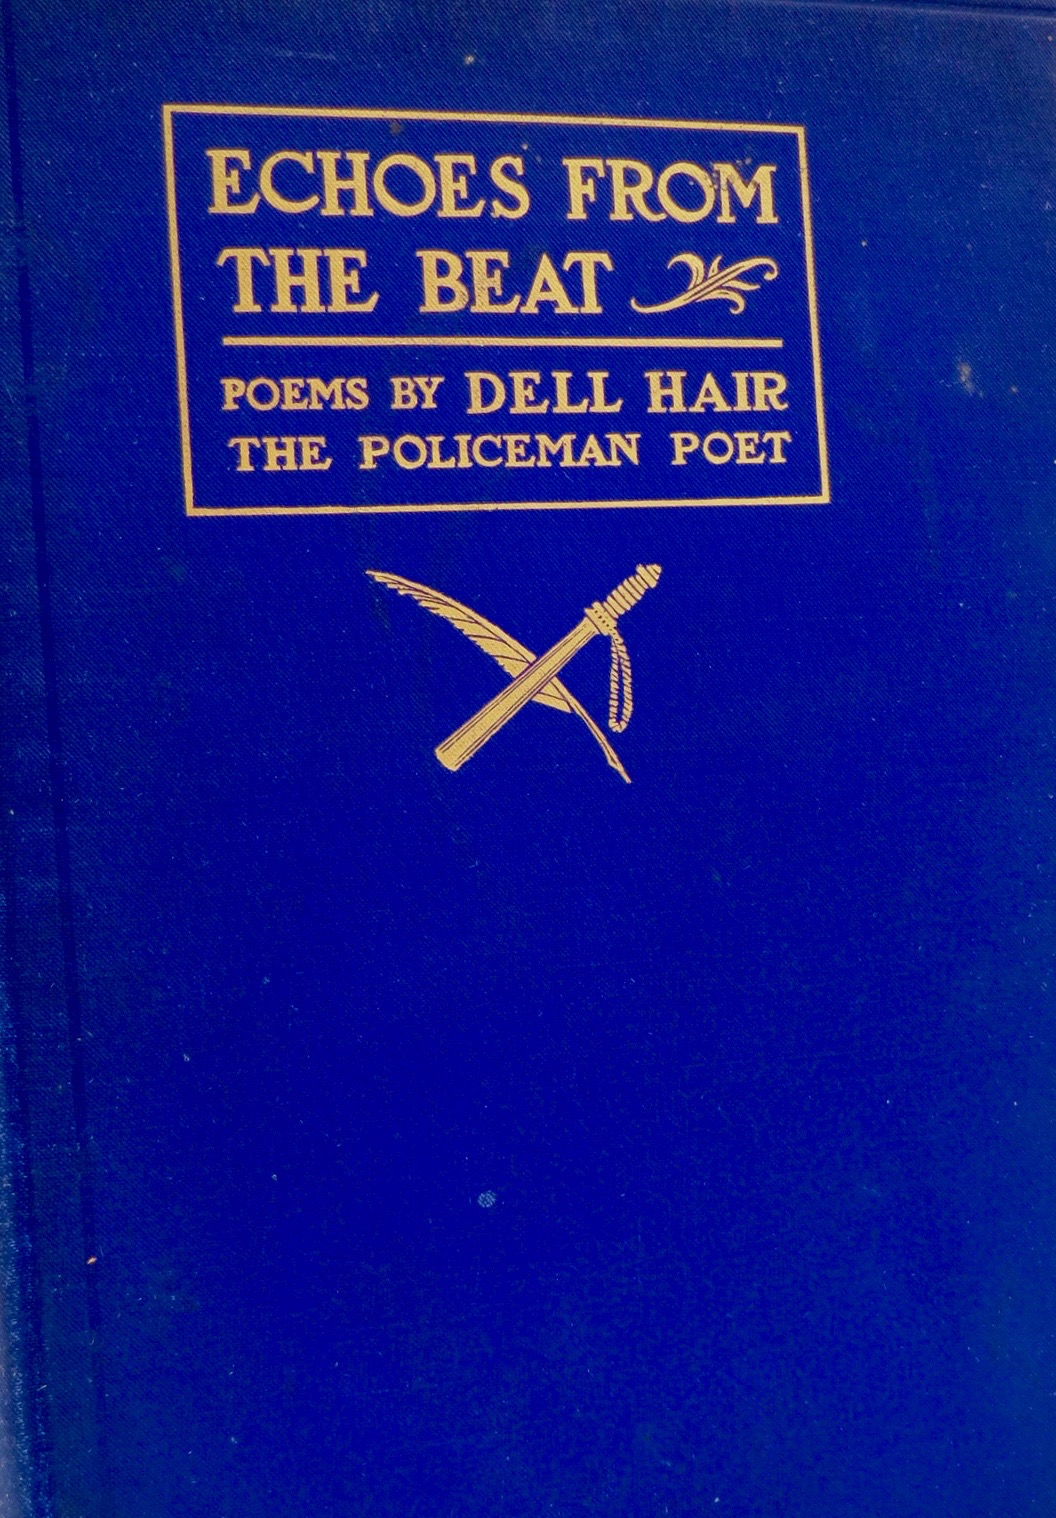 ECHOES FROM
THE BEAT
POEMS BY DELL HAIR
THE POLICEMAN POET